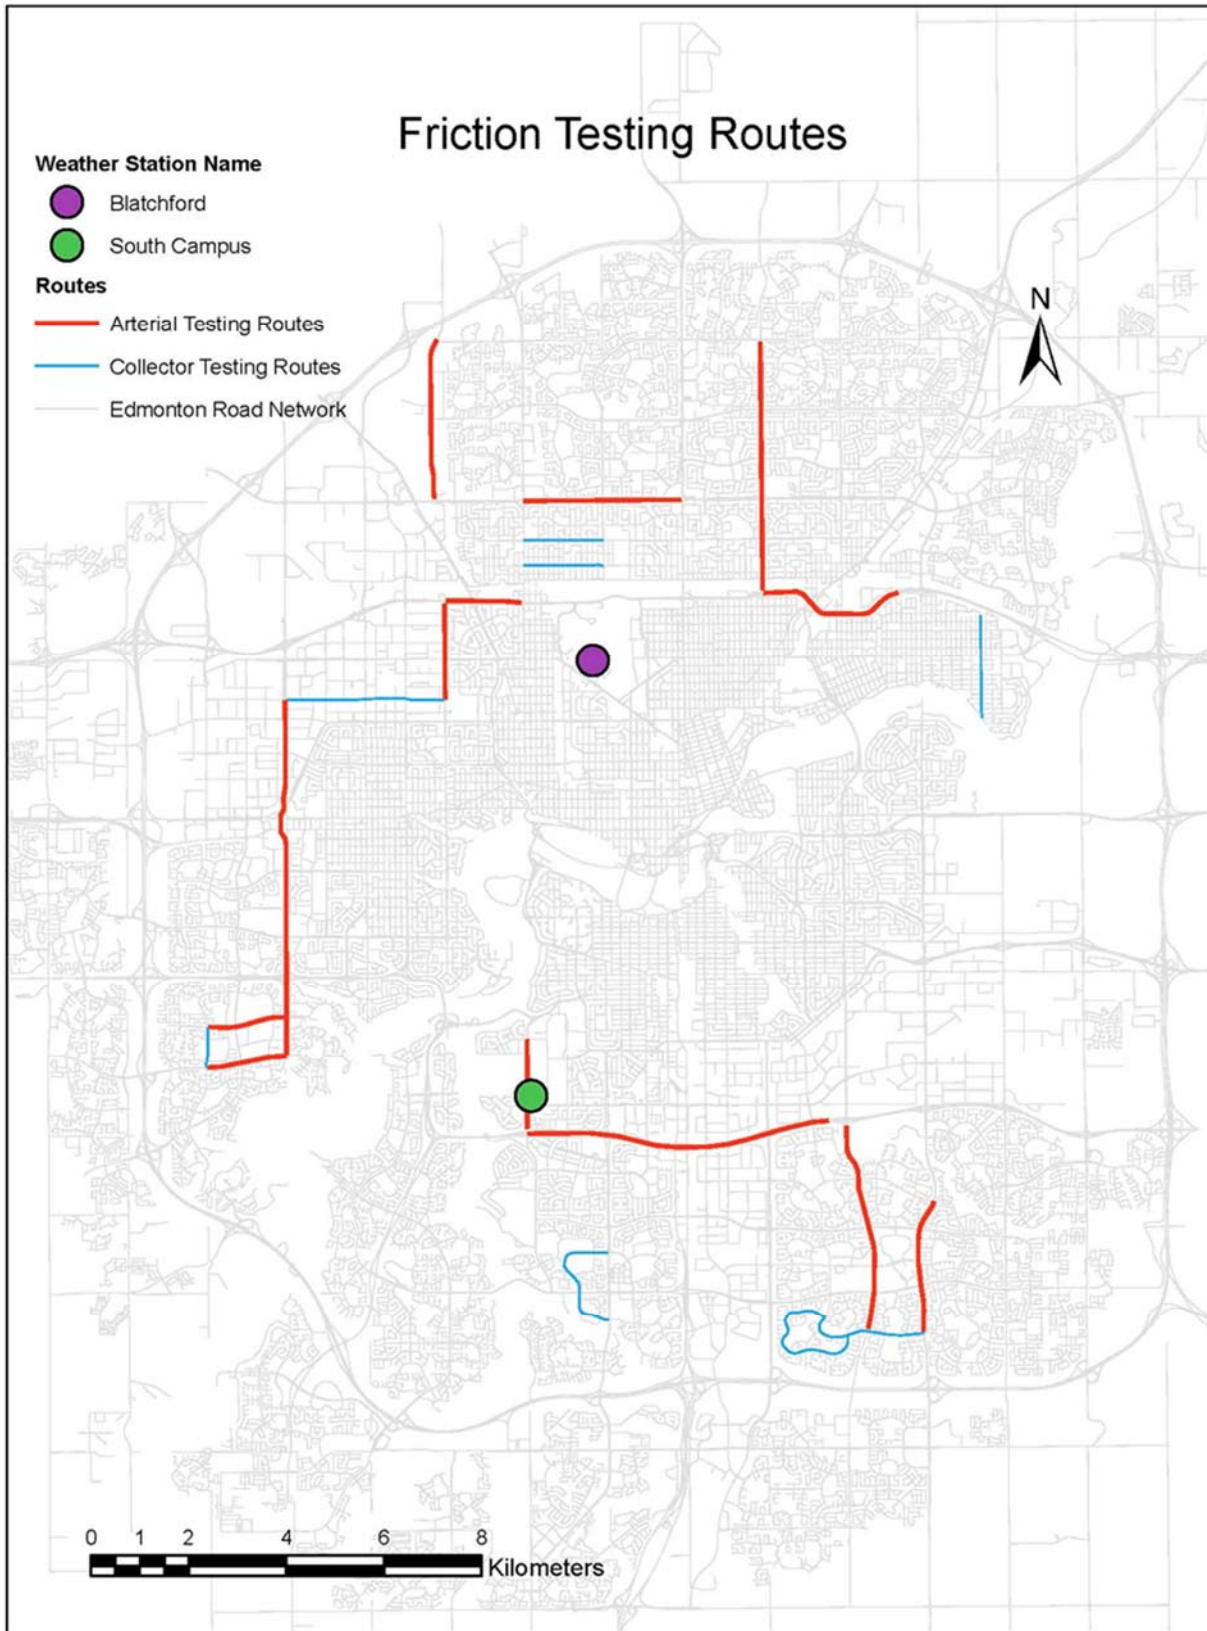 Friction Testing Routes
Weather Station Name
Blatchford
South Campus
Routes
Arterial Testing Routes
Collector Testing Routes
Edmonton Road Network
N
0 1 2 4 6 8
Kilometers